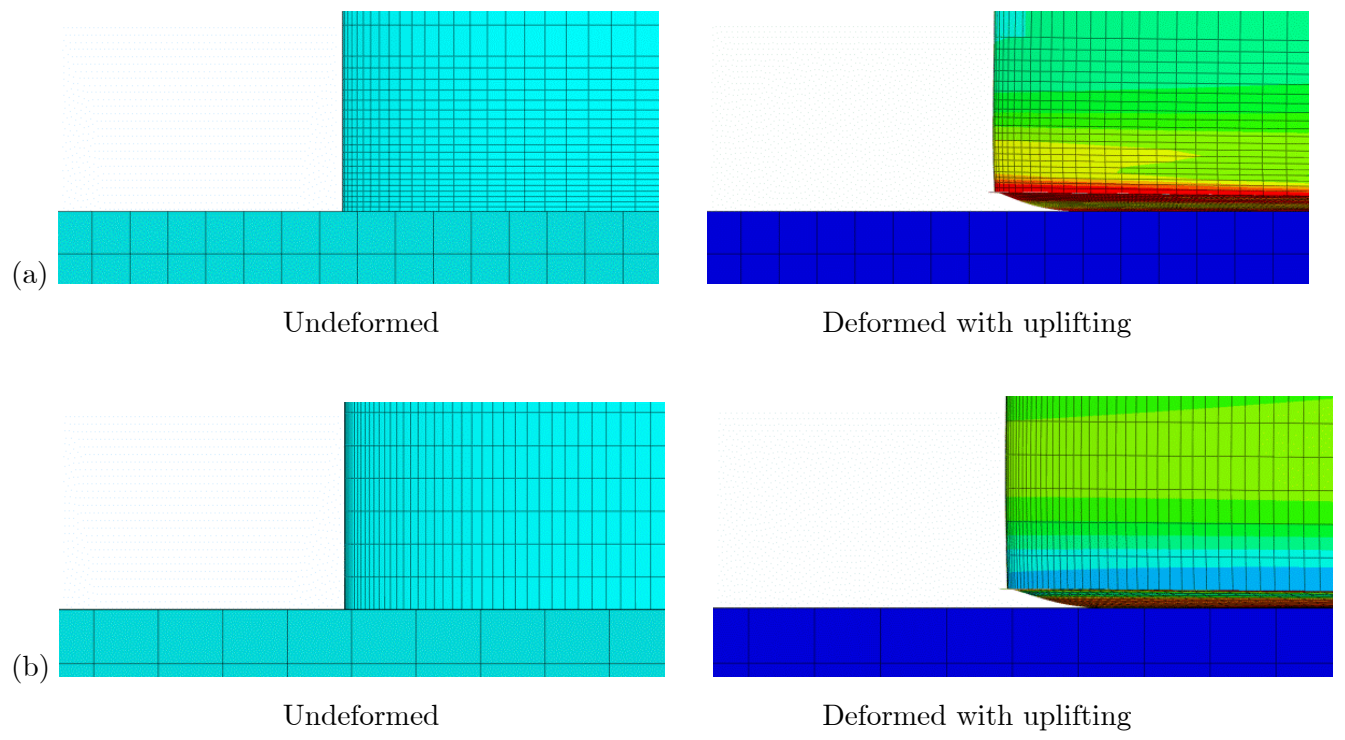 (a)
Undeformed
Deformed with uplifting
(b)
Undeformed
Deformed with uplifting